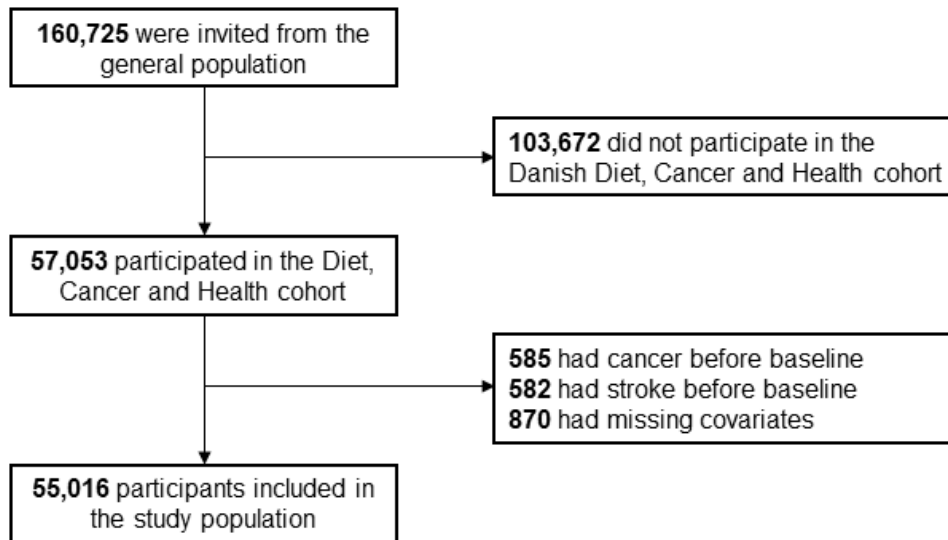 160,725 were invited from the
general population
103,672 did not participate in the
Danish Diet, Cancer and Health cohort
57,053 participated in the Diet,
Cancer and Health cohort
585 had cancer before baseline
582 had stroke before baseline
870 had missing covariates
55,016 participants included in
the study population